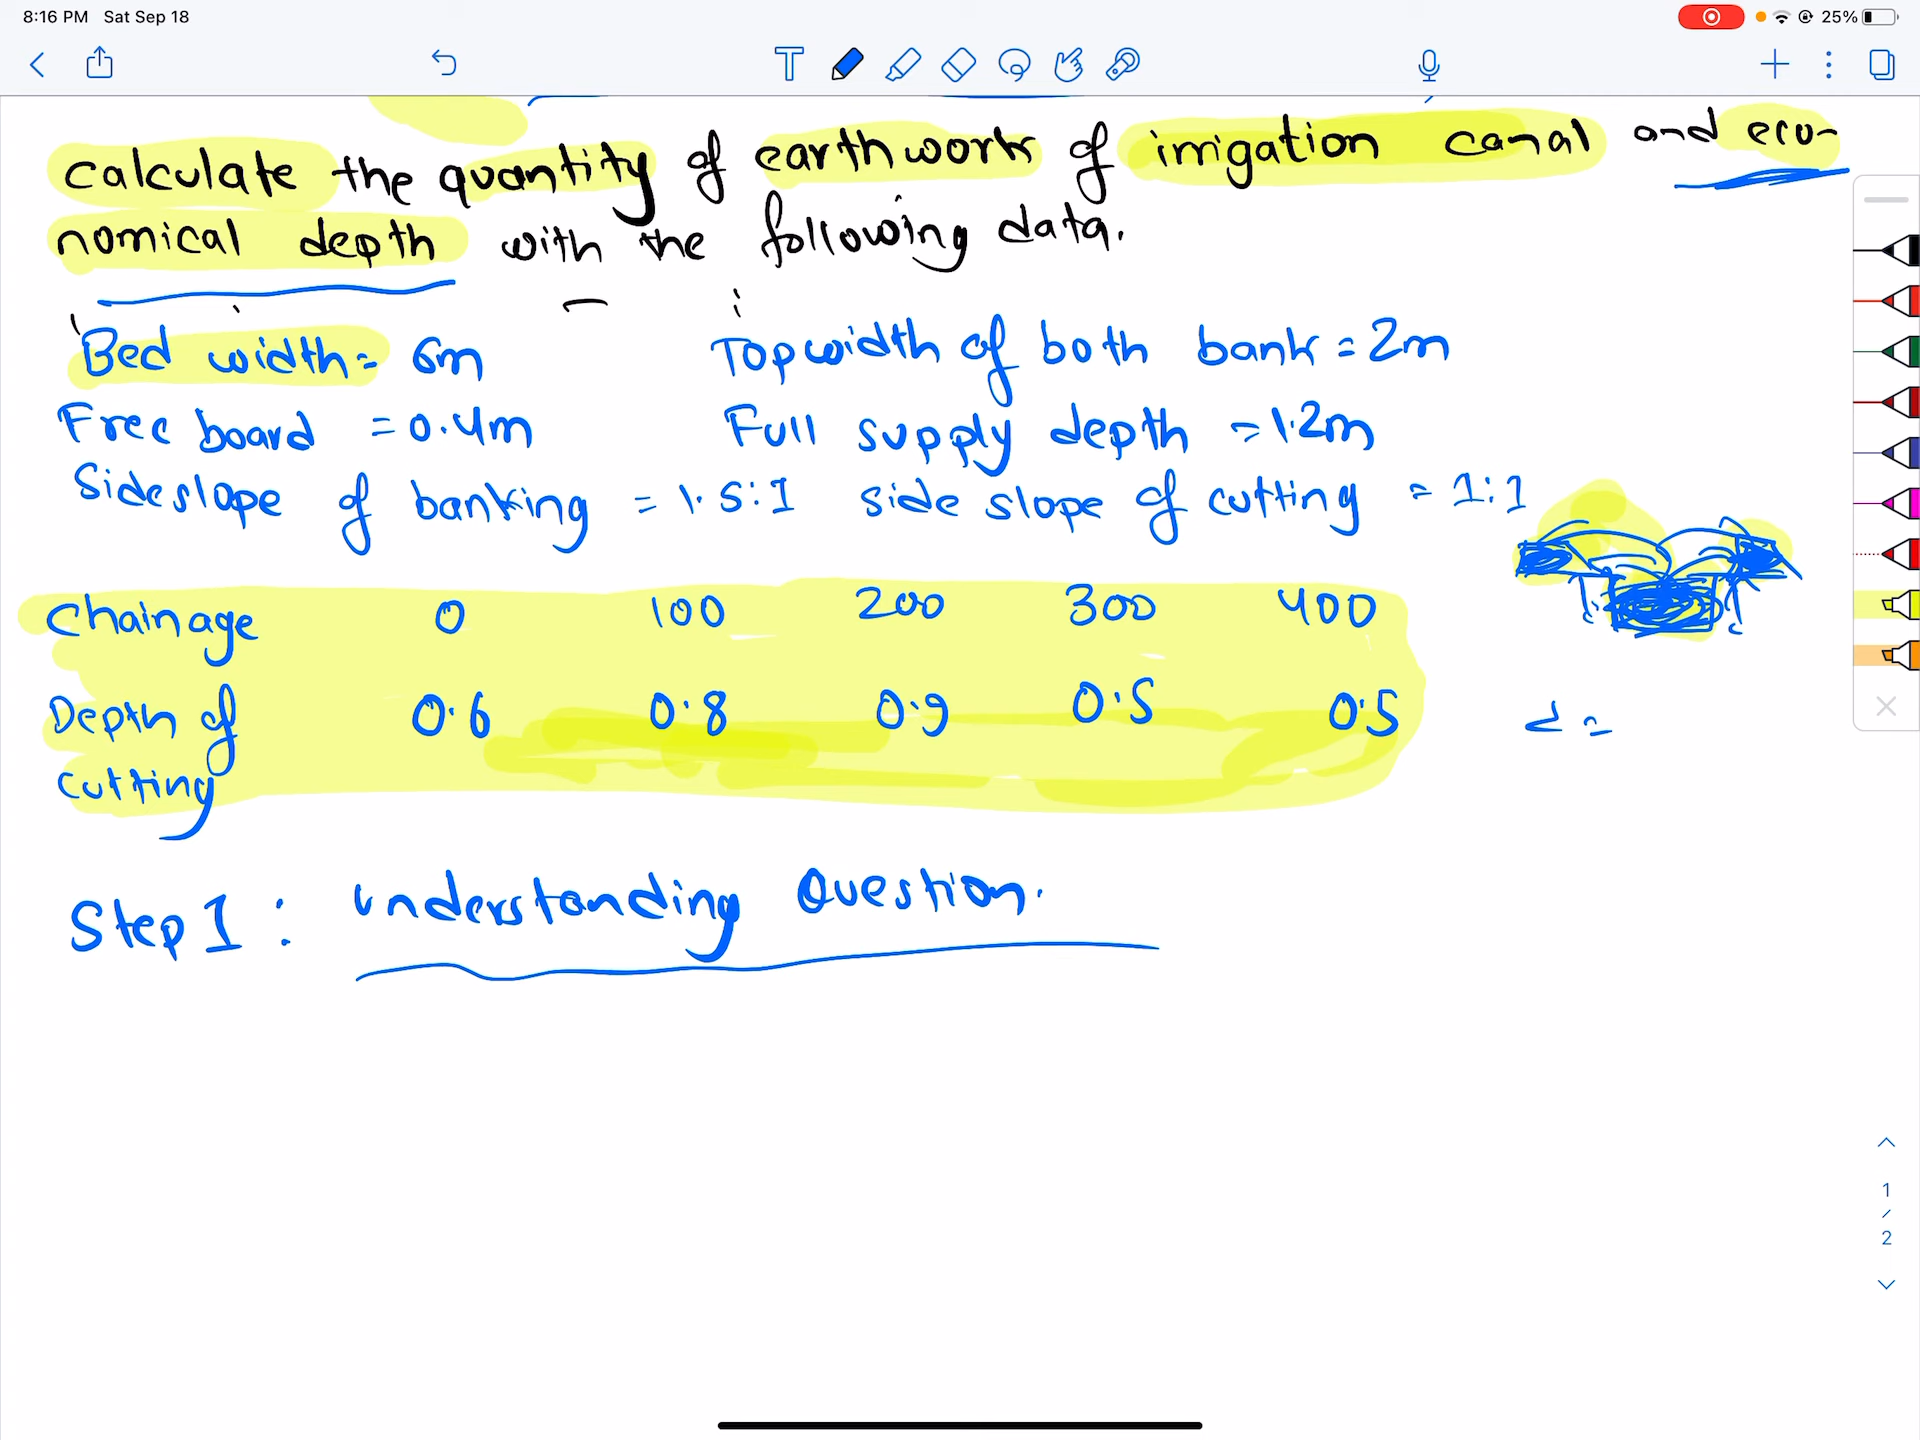 8:16 PM Sat Sep 18
25%
calculate the quantity of earthwork of irrigation canal and eco-
nomical depth with the following data.
Bed width = 6m Top width of both bank = 2m
Free board = 0.4m Full supply depth = 1.2m
Side slope of banking = 1.5:1 side slope of cutting = 1:1
Chainage 0 100 200 300 400
Depth of 0.6 0.8 0.9 0.5 0.5 d =
cutting
Step 1 : understanding Question.
1
/
2